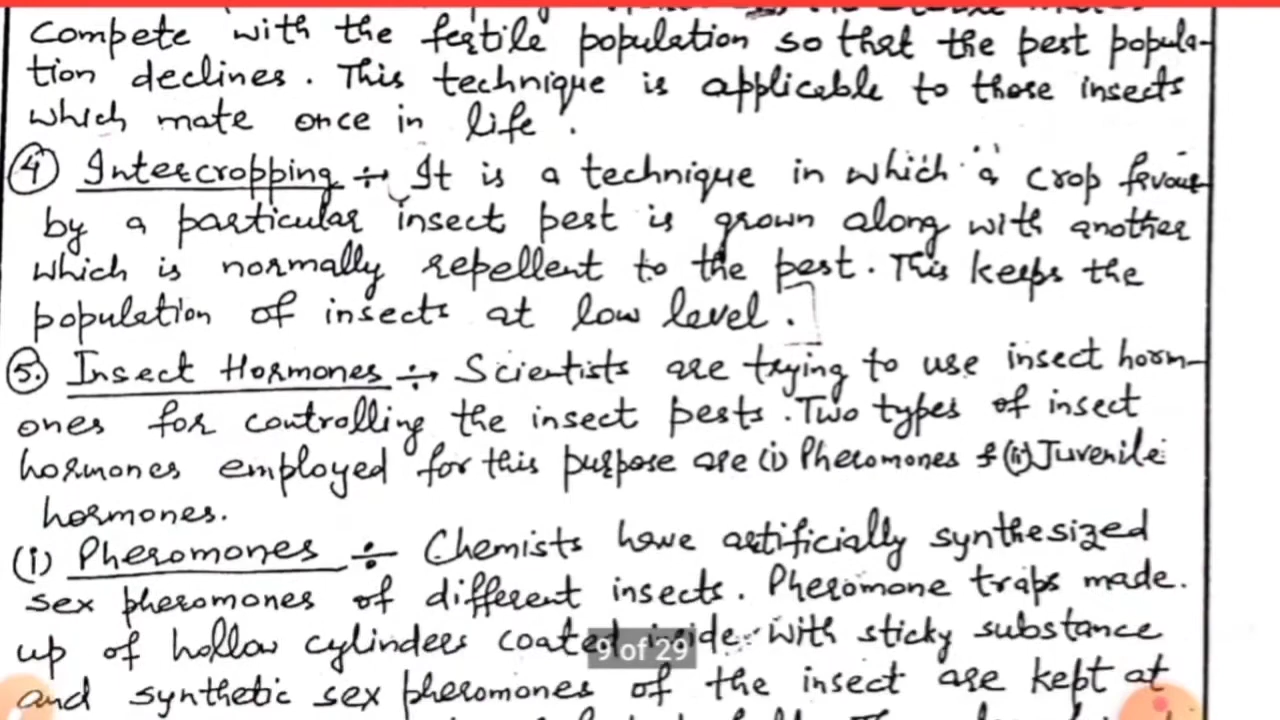 Compete with the fertile population so that the pest popula-
tion declines. This technique is applicable to those insects
which mate once in life.
④ Intercropping ÷ It is a technique in which a crop favour
by a particular insect pest is grown along with another
which is normally repellent to the pest. This keeps the
population of insects at low level.
⑤. Insect Hormones ÷ Scientists are trying to use insect horm-
ones for controlling the insect pests. Two types of insect
hormones employed for this purpose are (i) Pheromones & (ii) Juvenile
hormones.
(i) Pheromones ÷ Chemists have artificially synthesized
sex pheromones of different insects. Pheromone traps made.
up of hollow cylinders coated inside with sticky substance
9 of 29
and synthetic sex pheromones of the insect are kept at